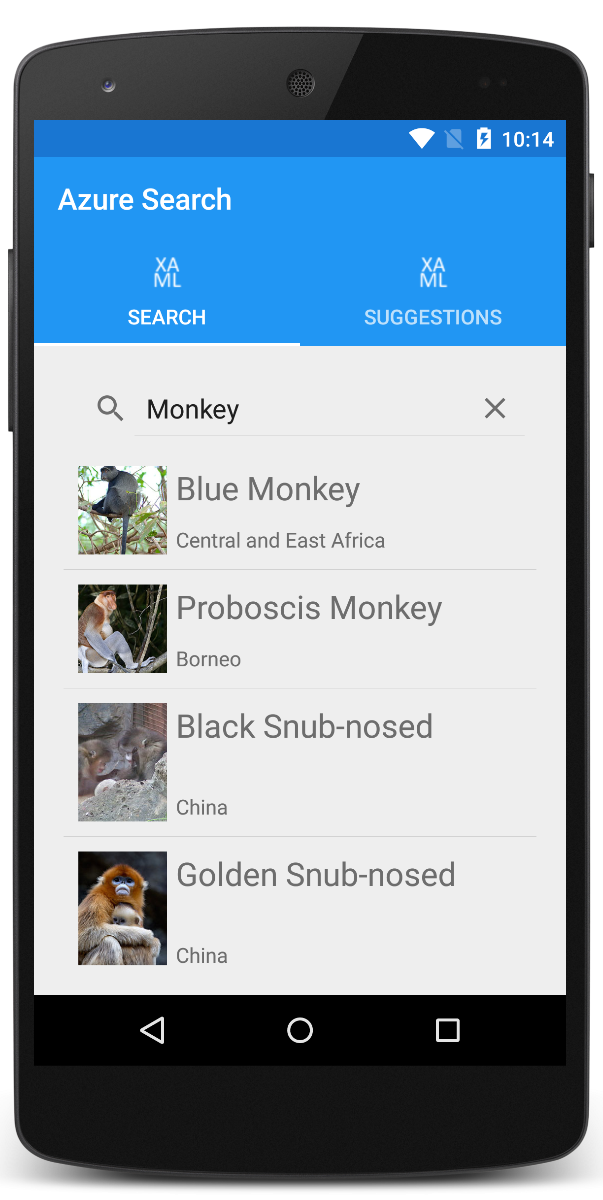 10:14
Azure Search
XA
ML
XA
ML
SEARCH
SUGGESTIONS
Monkey
Blue Monkey
Central and East Africa
Proboscis Monkey
Borneo
Black Snub-nosed
China
Golden Snub-nosed
China